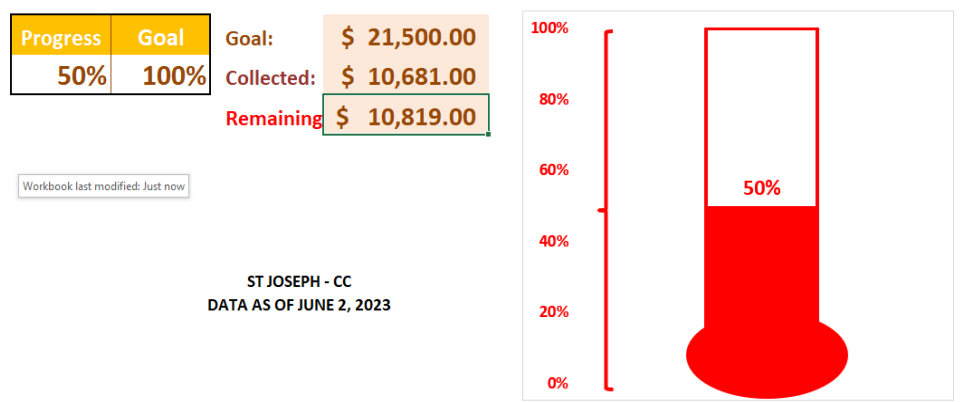 Progress Goal
50% 100%
Goal: $ 21,500.00
Collected: $ 10,681.00
Remaining $ 10,819.00
Workbook last modified: Just now
ST JOSEPH - CC
DATA AS OF JUNE 2, 2023
100%
80%
60%
40%
20%
0%
50%